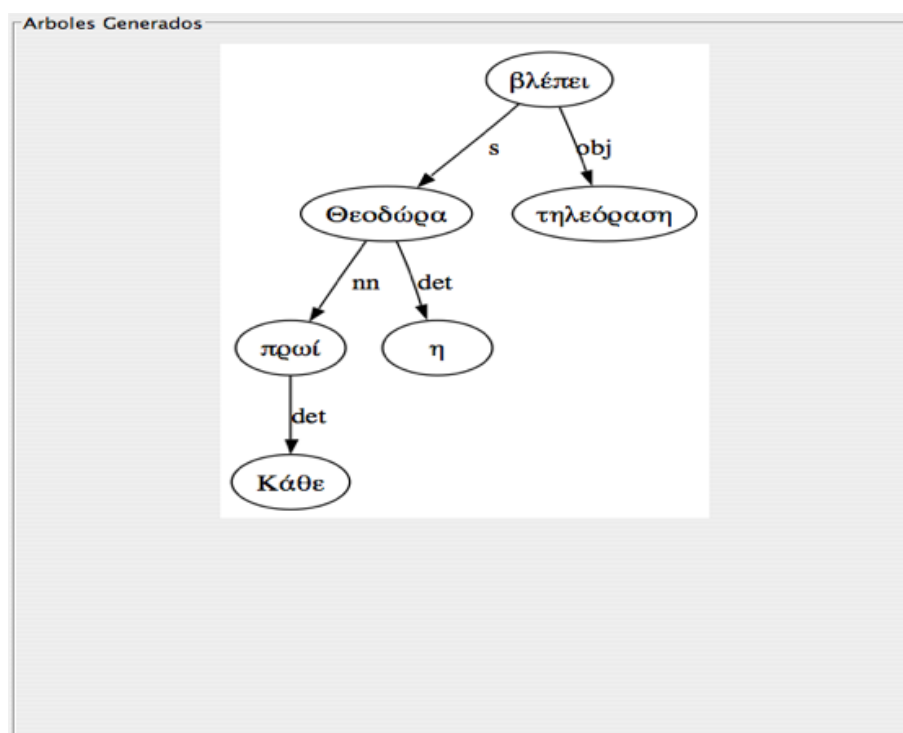 Arboles Generados
βλέπει
s
obj
Θεοδώρα
τηλεόραση
nn
det
πρωί
η
det
Κάθε